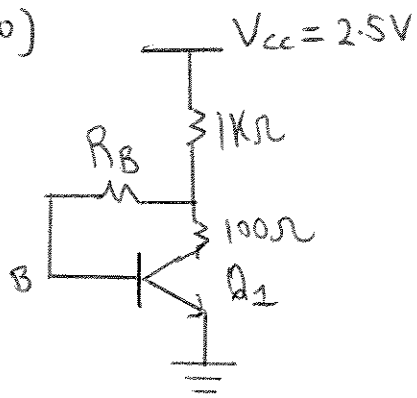 o)
Vcc = 2.5V
1KΩ
RB
100Ω
B
Q1